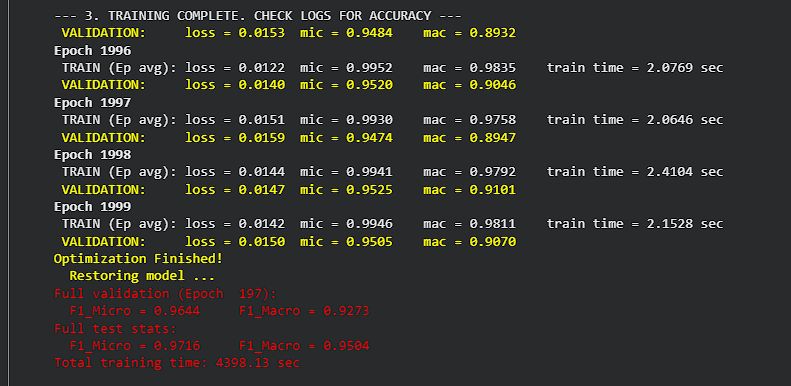 --- 3. TRAINING COMPLETE. CHECK LOGS FOR ACCURACY ---
VALIDATION: loss = 0.0153 mic = 0.9484 mac = 0.8932
Epoch 1996
TRAIN (Ep avg): loss = 0.0122 mic = 0.9952 mac = 0.9835 train time = 2.0769 sec
VALIDATION: loss = 0.0140 mic = 0.9520 mac = 0.9046
Epoch 1997
TRAIN (Ep avg): loss = 0.0151 mic = 0.9930 mac = 0.9758 train time = 2.0646 sec
VALIDATION: loss = 0.0159 mic = 0.9474 mac = 0.8947
Epoch 1998
TRAIN (Ep avg): loss = 0.0144 mic = 0.9941 mac = 0.9792 train time = 2.4104 sec
VALIDATION: loss = 0.0147 mic = 0.9525 mac = 0.9101
Epoch 1999
TRAIN (Ep avg): loss = 0.0142 mic = 0.9946 mac = 0.9811 train time = 2.1528 sec
VALIDATION: loss = 0.0150 mic = 0.9505 mac = 0.9070
Optimization Finished!
Restoring model ...
Full validation (Epoch 197):
F1_Micro = 0.9644 F1_Macro = 0.9273
Full test stats:
F1_Micro = 0.9716 F1_Macro = 0.9504
Total training time: 4398.13 sec